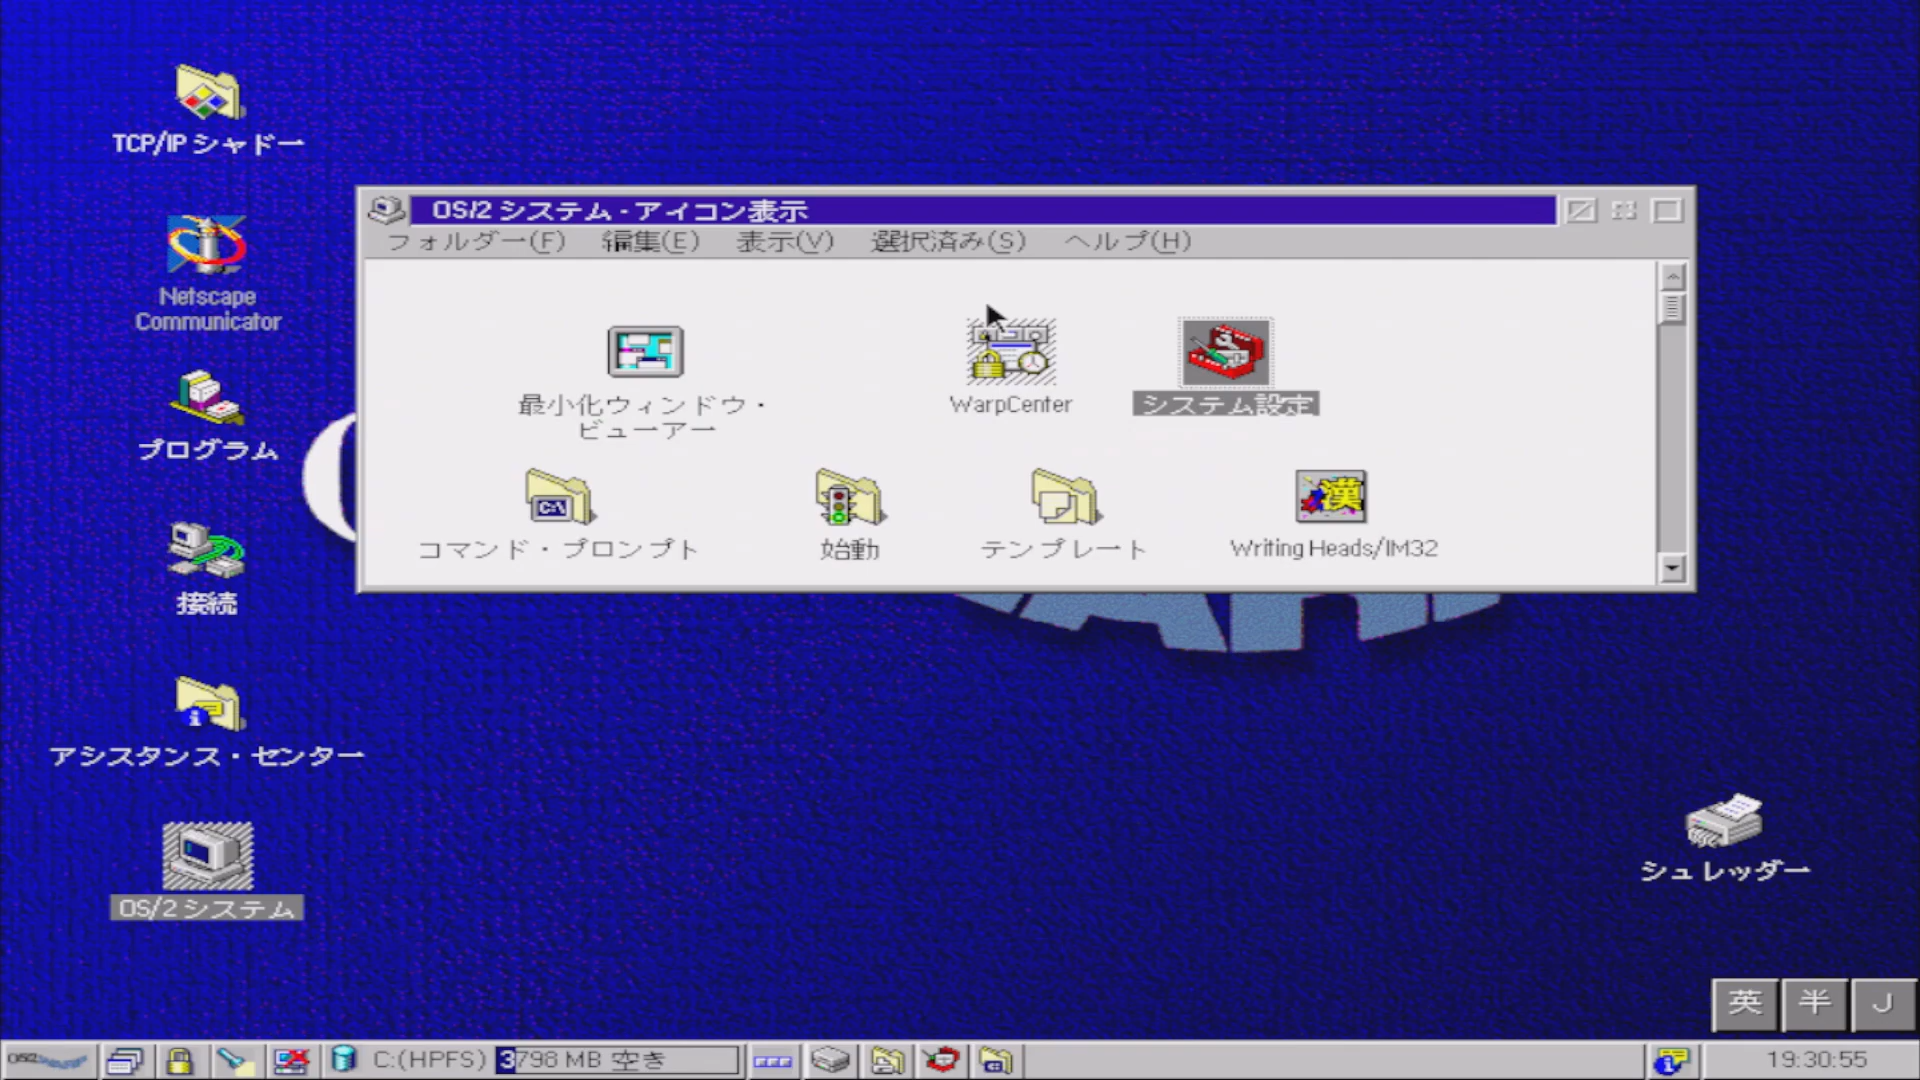 TCP/IP シャドー
Netscape
Communicator
プログラム
接続
アシスタンス・センター
OS/2 システム
OS/2 システム - アイコン表示
フォルダー(F) 編集(E) 表示(V) 選択済み(S) ヘルプ(H)
最小化ウィンドウ・
ビューアー
WarpCenter
システム設定
コマンド・プロンプト
始動
テンプレート
Writing Heads/IM32
シュレッダー
英 半 J
C:(HPFS) 3798 MB 空き
19:30:55